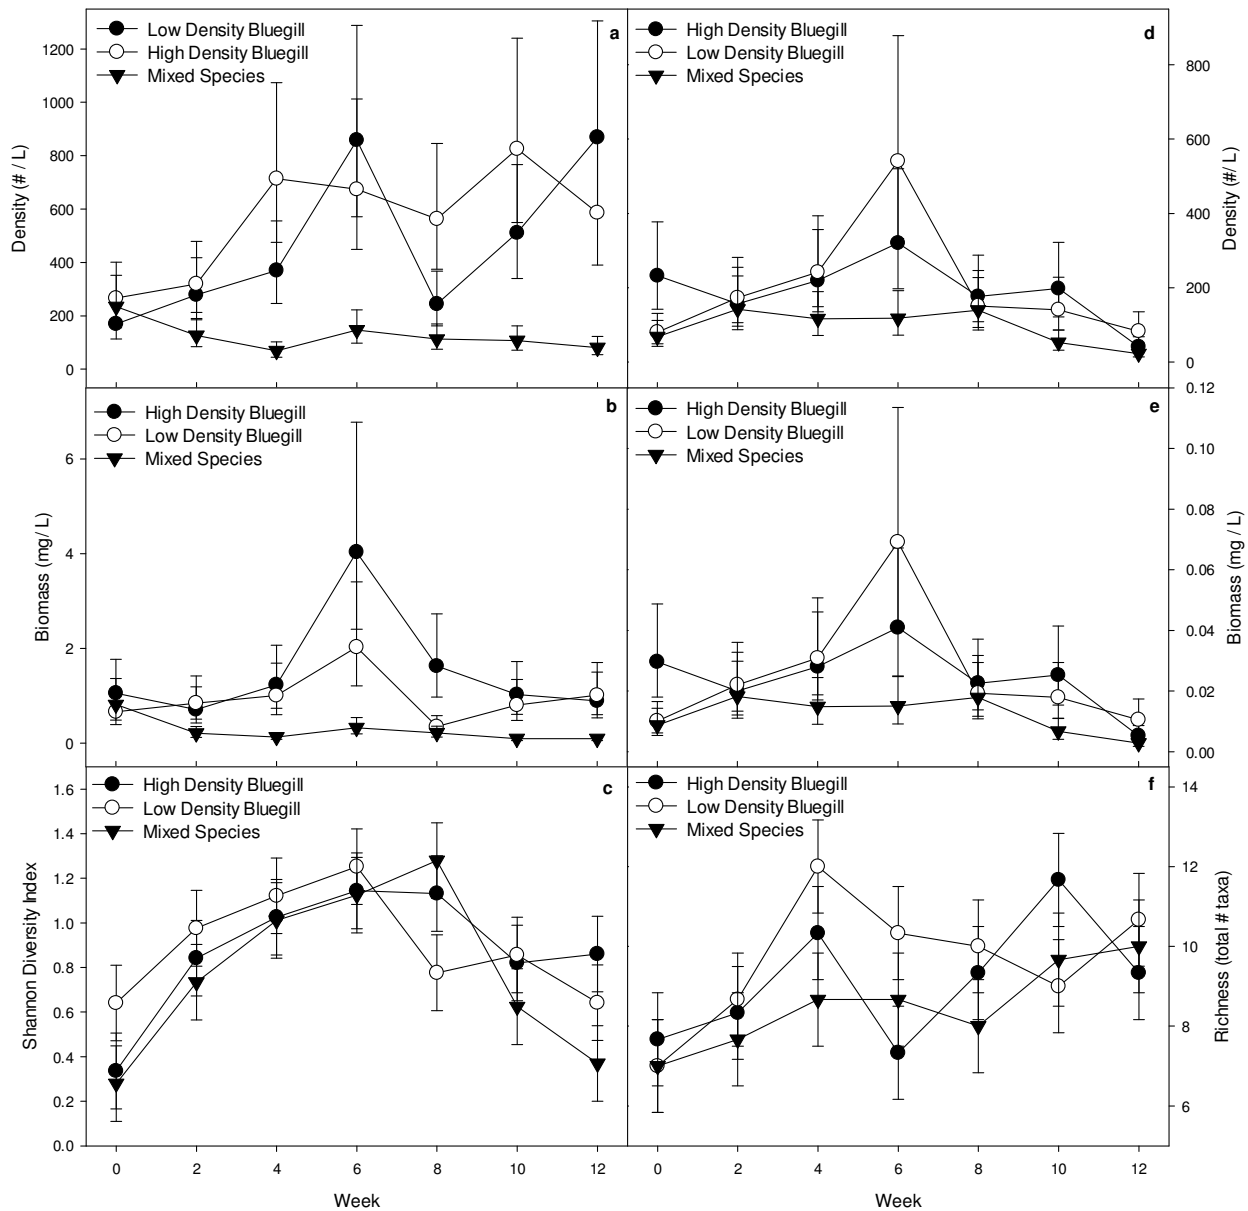 Low Density Bluegill
High Density Bluegill
Mixed Species
a
1200
1000
800
600
400
200
0
Density (# / L)
High Density Bluegill
Low Density Bluegill
Mixed Species
d
800
600
400
200
0
Density (#/ L)
High Density Bluegill
Low Density Bluegill
Mixed Species
b
6
4
2
0
Biomass (mg/ L)
High Density Bluegill
Low Density Bluegill
Mixed Species
e
0.12
0.10
0.08
0.06
0.04
0.02
0.00
Biomass (mg / L)
High Density Bluegill
Low Density Bluegill
Mixed Species
c
1.6
1.4
1.2
1.0
0.8
0.6
0.4
0.2
0.0
Shannon Diversity Index
0 2 4 6 8 10 12
Week
High Density Bluegill
Low Density Bluegill
Mixed Species
f
14
12
10
8
6
Richness (total # taxa)
0 2 4 6 8 10 12
Week